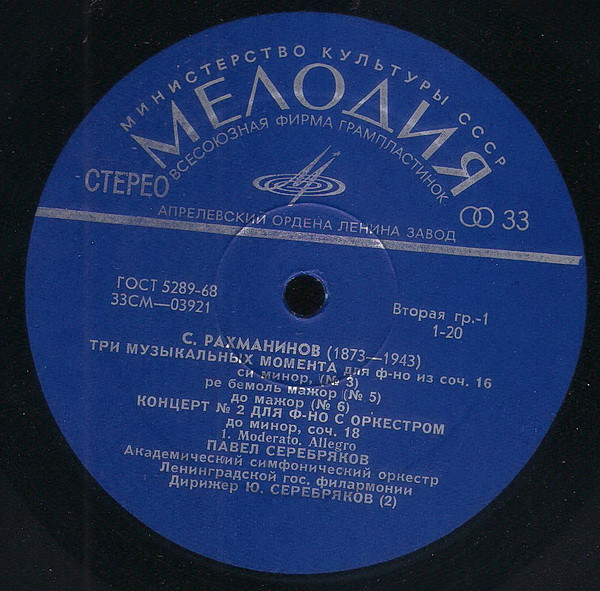 МИНИСТЕРСТВО КУЛЬТУРЫ СССР
МЕЛОДИЯ
ВСЕСОЮЗНАЯ ФИРМА ГРАМПЛАСТИНОК
СТЕРЕО
33
АПРЕЛЕВСКИЙ ОРДЕНА ЛЕНИНА ЗАВОД
ГОСТ 5289-68
33СМ—03921
Вторая гр.-1
1-20
С. РАХМАНИНОВ (1873—1943)
ТРИ МУЗЫКАЛЬНЫХ МОМЕНТА для ф-но из соч. 16
си минор, (№ 3)
ре бемоль мажор (№ 5)
до мажор (№ 6)
КОНЦЕРТ № 2 ДЛЯ Ф-НО С ОРКЕСТРОМ
до минор, соч. 18
1. Moderato. Allegro
ПАВЕЛ СЕРЕБРЯКОВ
Академический симфонический оркестр
Ленинградской гос. филармонии
Дирижер Ю. СЕРЕБРЯКОВ (2)